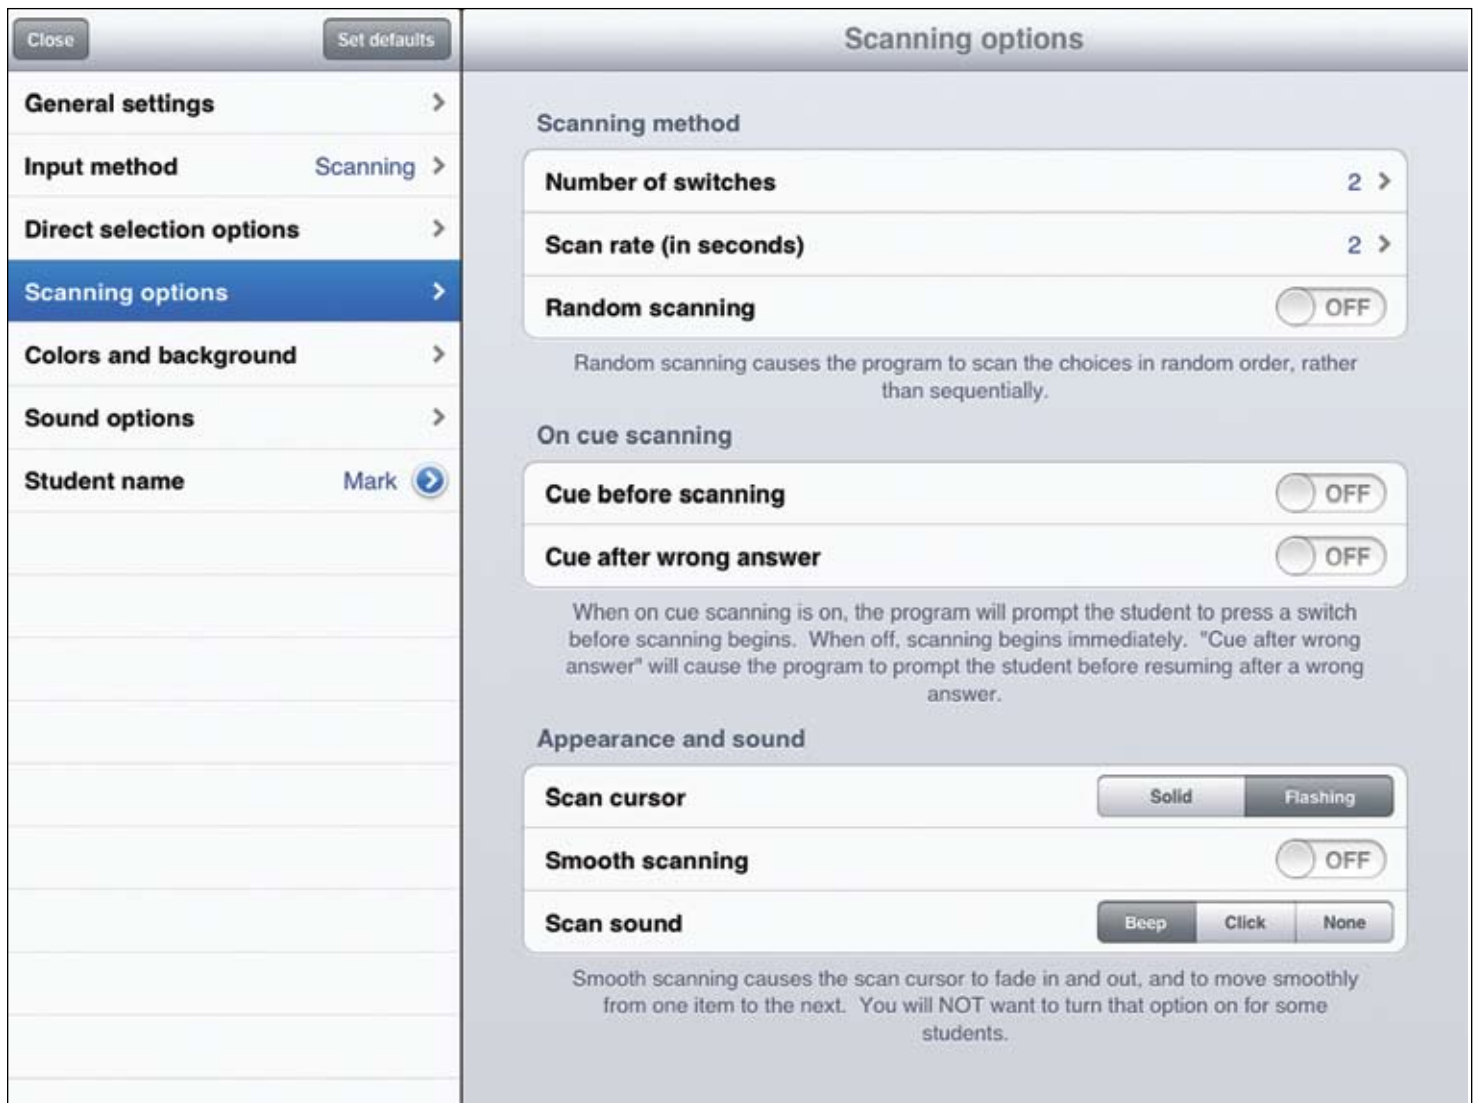 Close
Set defaults
General settings
Input method Scanning
Direct selection options
Scanning options
Colors and background
Sound options
Student name Mark
Scanning options
Scanning method
Number of switches 2
Scan rate (in seconds) 2
Random scanning OFF
Random scanning causes the program to scan the choices in random order, rather
than sequentially.
On cue scanning
Cue before scanning OFF
Cue after wrong answer OFF
When on cue scanning is on, the program will prompt the student to press a switch
before scanning begins.  When off, scanning begins immediately.  "Cue after wrong
answer" will cause the program to prompt the student before resuming after a wrong
answer.
Appearance and sound
Scan cursor Solid Flashing
Smooth scanning OFF
Scan sound Beep Click None
Smooth scanning causes the scan cursor to fade in and out, and to move smoothly
from one item to the next.  You will NOT want to turn that option on for some
students.